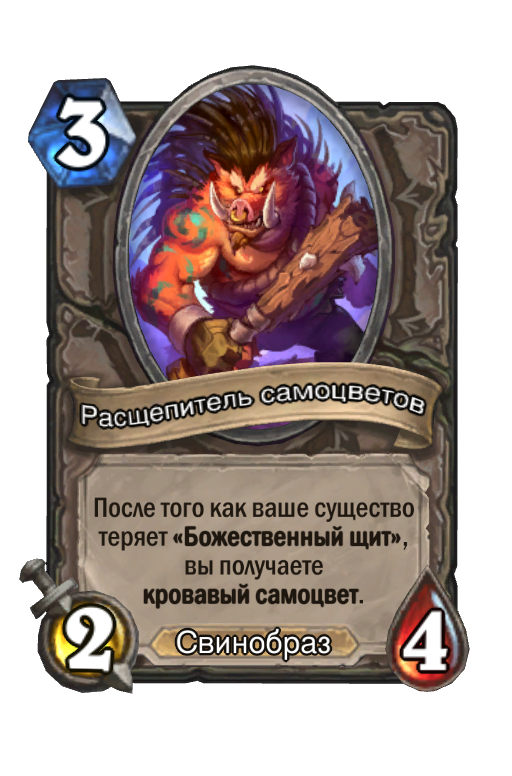 3
Расщепитель самоцветов
После того как ваше существо
теряет «Божественный щит»,
вы получаете
кровавый самоцвет.
2
Свинобраз
4